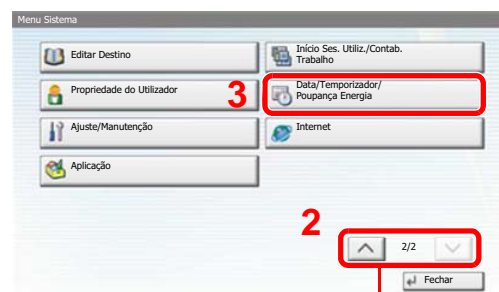 Menu Sistema
Editar Destino
Início Ses. Utiliz./Contab.
Trabalho
Propriedade do Utilizador
3
Data/Temporizador/
Poupança Energia
Ajuste/Manutenção
Internet
Aplicação
2
2/2
Fechar